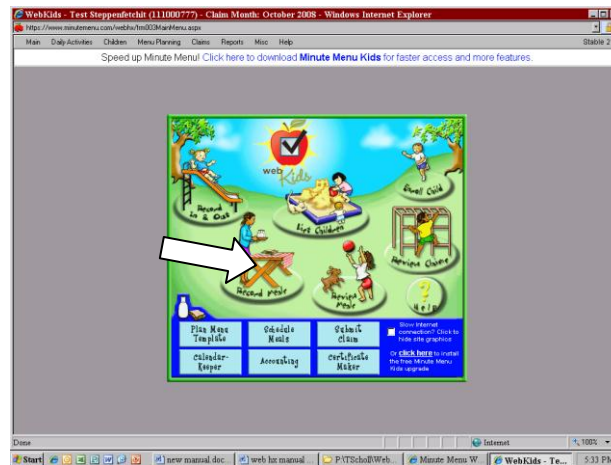 WebKids - Test Steppenfetchit (111000777) - Claim Month: October 2008 - Windows Internet Explorer
https://www.minutemenu.com/webhx/frm003MainMenu.aspx
Main Daily Activities Children Menu Planning Claims Reports Misc Help
Stable 2
Speed up Minute Menu! Click here to download Minute Menu Kids for faster access and more features.
web Kids
Enroll Child
Record In & Out
List Children
Review Claims
Record Meals
Review Meals
Help
Plan Menu Template
Schedule Meals
Submit Claim
Slow Internet connection? Click to hide site graphics
Calendar-Keeper
Accounting
Certificate Maker
Or click here to install the free Minute Menu Kids upgrade
Done
Internet
100%
Start
new manual.doc
web hx manual
P:\TScholl\Web...
Minute Menu W...
WebKids - Te...
5:33 PM